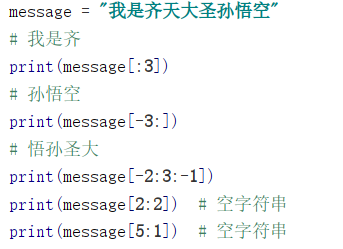 message = "我是齐天大圣孙悟空"
# 我是齐
print(message[:3])
# 孙悟空
print(message[-3:])
# 悟孙圣大
print(message[-2:3:-1])
print(message[2:2])  # 空字符串
print(message[5:1])  # 空字符串